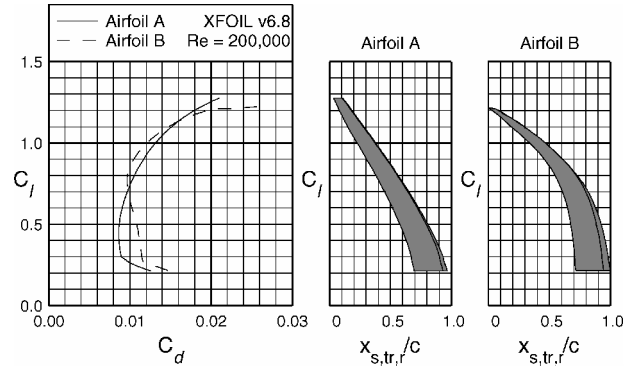 Airfoil A XFOIL v6.8
Airfoil B Re = 200,000
Airfoil A
Airfoil B
1.5
1.0
0.5
0.0
C_l
0.00
0.01
0.02
0.03
C_d
C_l
0
0.5
1.0
x_s,tr,r/c
C_l
0
0.5
1.0
x_s,tr,r/c